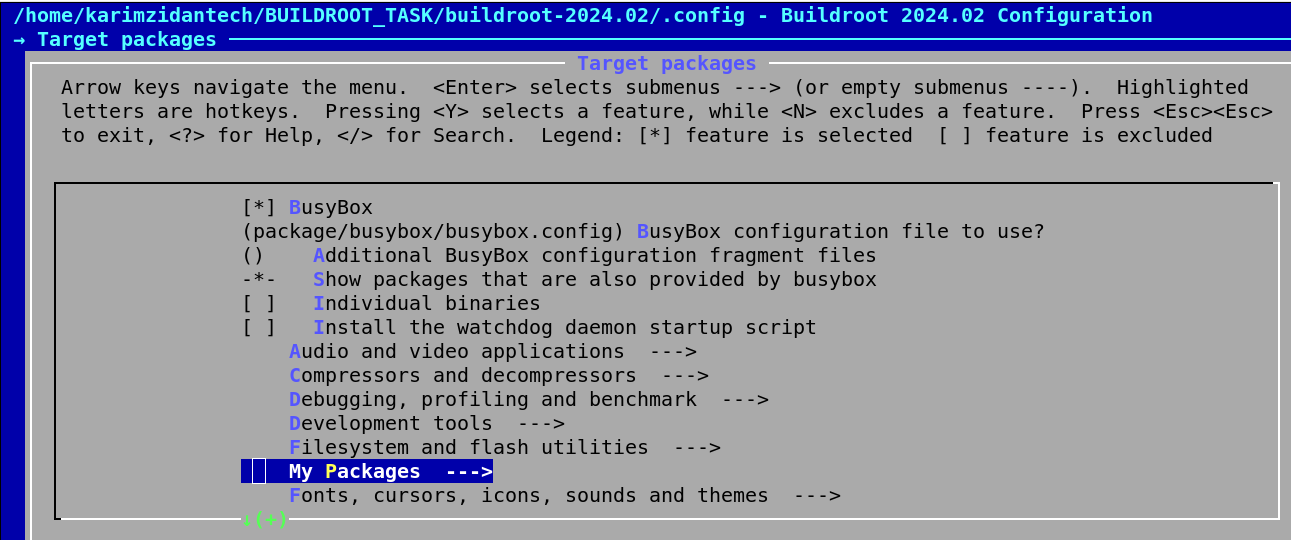 /home/karimzidantech/BUILDROOT_TASK/buildroot-2024.02/.config - Buildroot 2024.02 Configuration
→ Target packages
Target packages
Arrow keys navigate the menu.  <Enter> selects submenus ---> (or empty submenus ----).  Highlighted
letters are hotkeys.  Pressing <Y> selects a feature, while <N> excludes a feature.  Press <Esc><Esc>
to exit, <?> for Help, </> for Search.  Legend: [*] feature is selected  [ ] feature is excluded
[*] BusyBox
(package/busybox/busybox.config) BusyBox configuration file to use?
()    Additional BusyBox configuration fragment files
-*-   Show packages that are also provided by busybox
[ ]   Individual binaries
[ ]   Install the watchdog daemon startup script
Audio and video applications  --->
Compressors and decompressors  --->
Debugging, profiling and benchmark  --->
Development tools  --->
Filesystem and flash utilities  --->
My Packages  --->
Fonts, cursors, icons, sounds and themes  --->
↓(+)